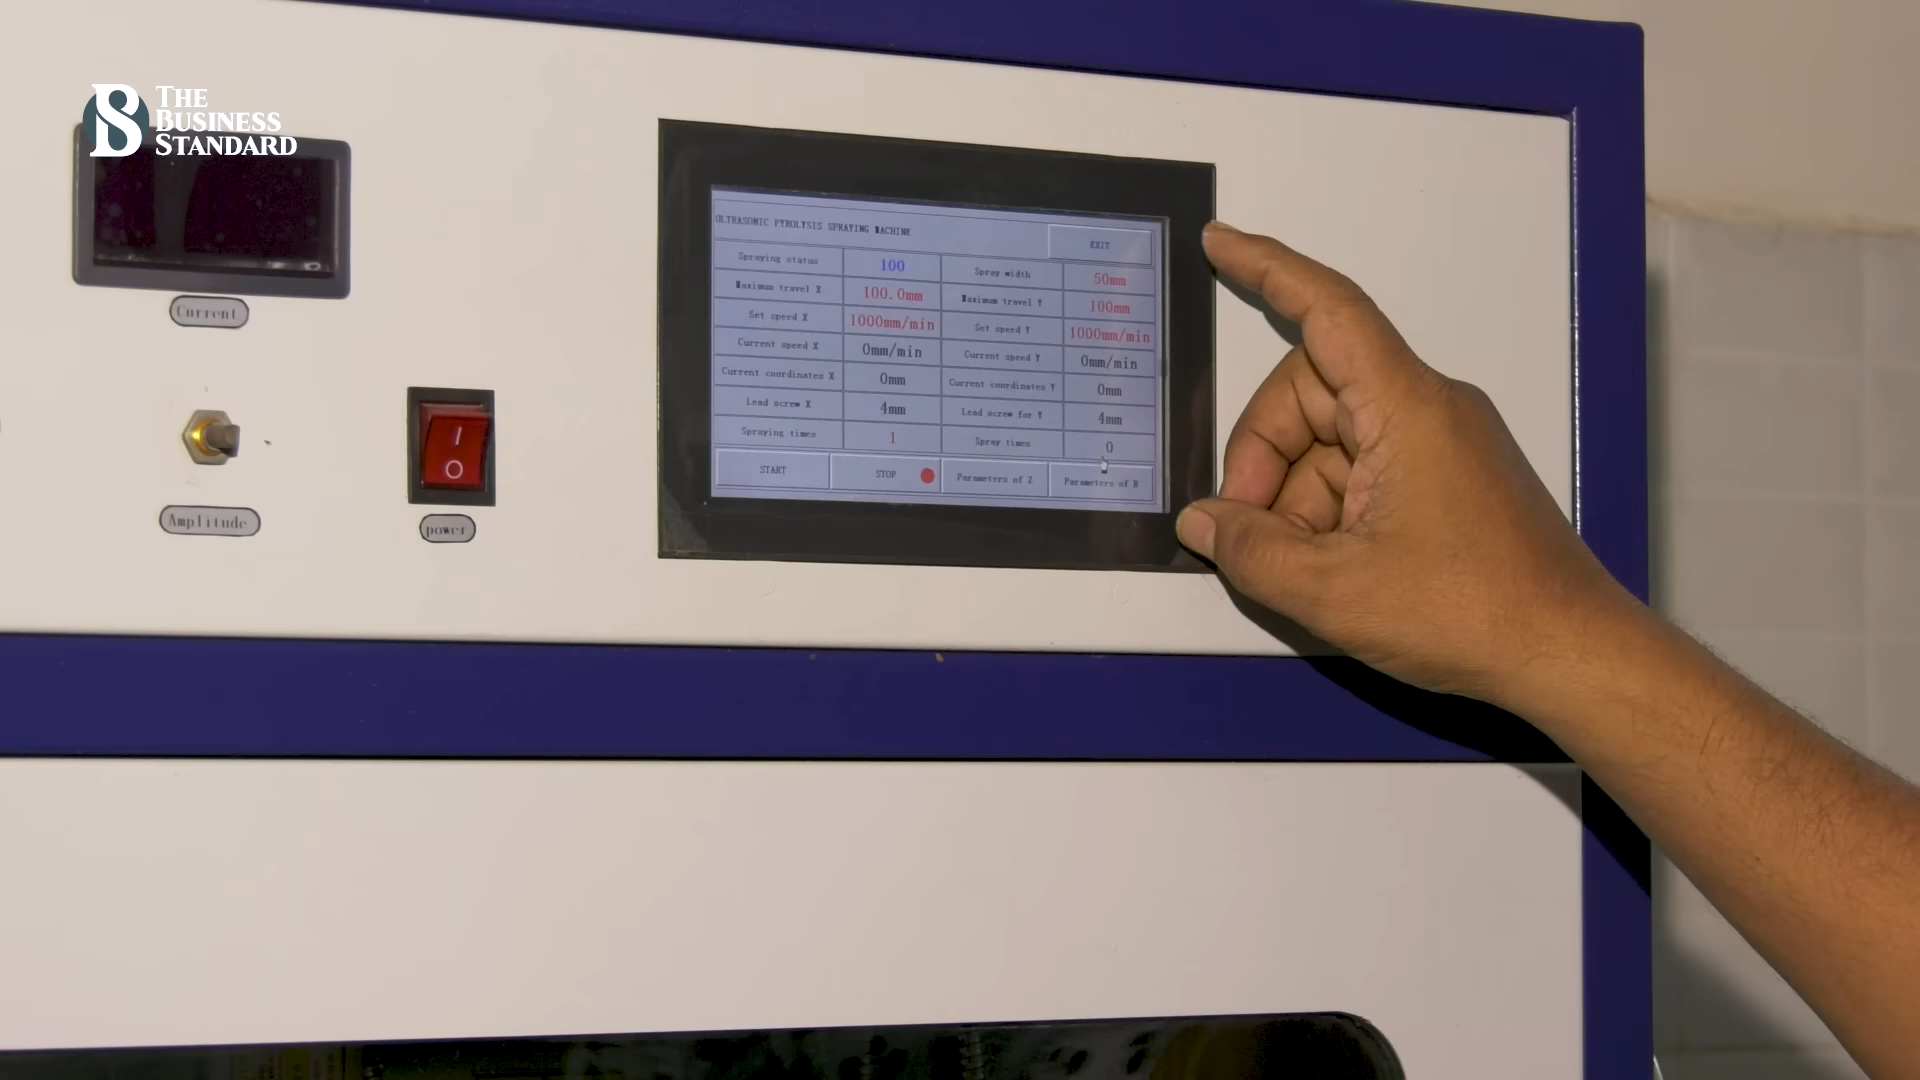 THE
BUSINESS
STANDARD
Current
Amplitude
I
O
power
ULTRASONIC PYROLYSIS SPRAYING MACHINE
EXIT
Spraying status 100 Spray width 50mm
Maximum travel X 100.0mm Maximum travel Y 100mm
Set speed X 1000mm/min Set speed Y 1000mm/min
Current speed X 0mm/min Current speed Y 0mm/min
Current coordinates X 0mm Current coordinates Y 0mm
Lead screw X 4mm Lead screw for Y 4mm
Spraying times 1 Spray times 0
START STOP Parameters of Z Parameters of R